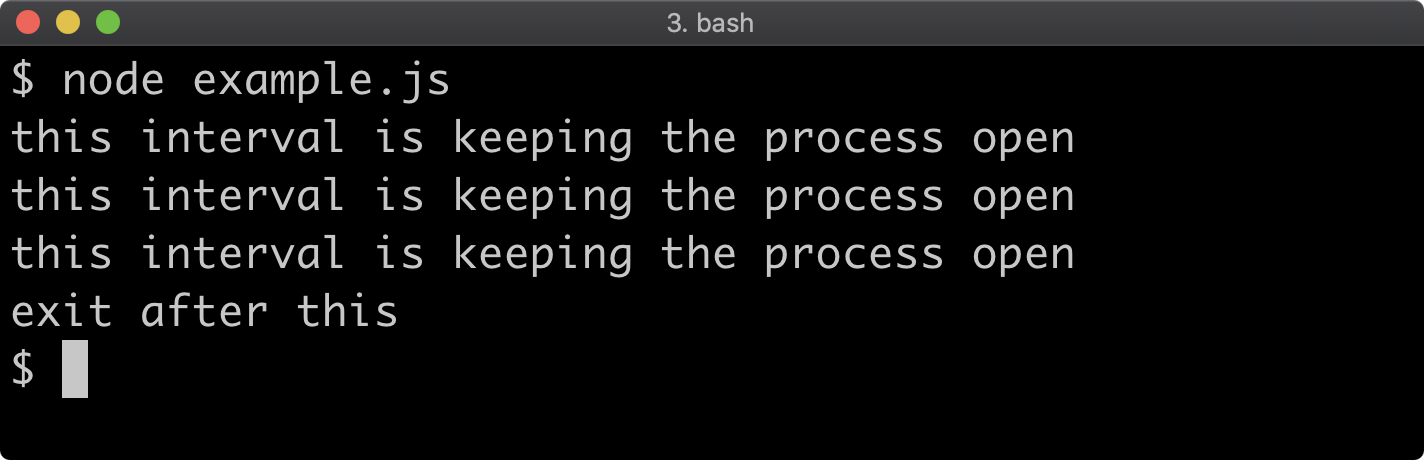 3. bash
$ node example.js
this interval is keeping the process open
this interval is keeping the process open
this interval is keeping the process open
exit after this
$